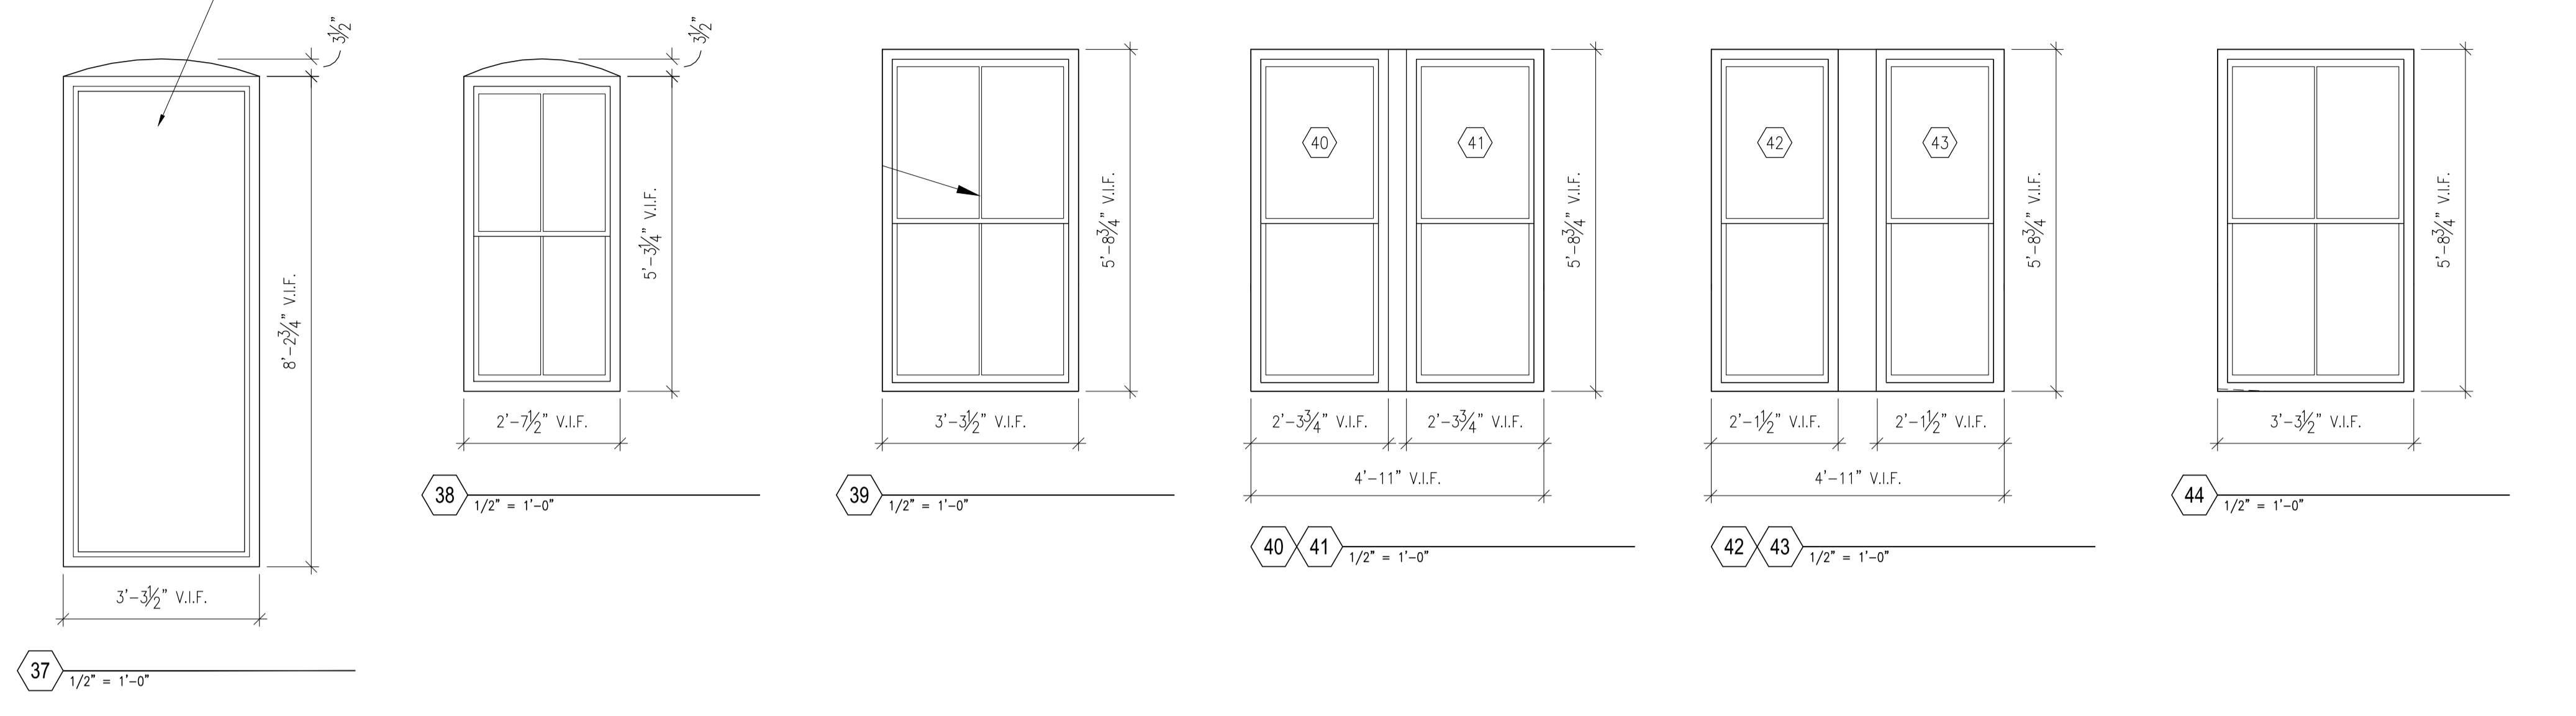 3½"
8'-2¾" V.I.F.
3'-3½" V.I.F.
37
1/2" = 1'-0"
3½"
5'-3¼" V.I.F.
2'-7½" V.I.F.
38
1/2" = 1'-0"
5'-8¾" V.I.F.
3'-3½" V.I.F.
39
1/2" = 1'-0"
40
41
5'-8¾" V.I.F.
2'-3¾" V.I.F.
2'-3¾" V.I.F.
4'-11" V.I.F.
40 41
1/2" = 1'-0"
42
43
5'-8¾" V.I.F.
2'-1½" V.I.F.
2'-1½" V.I.F.
4'-11" V.I.F.
42 43
1/2" = 1'-0"
5'-8¾" V.I.F.
3'-3½" V.I.F.
44
1/2" = 1'-0"